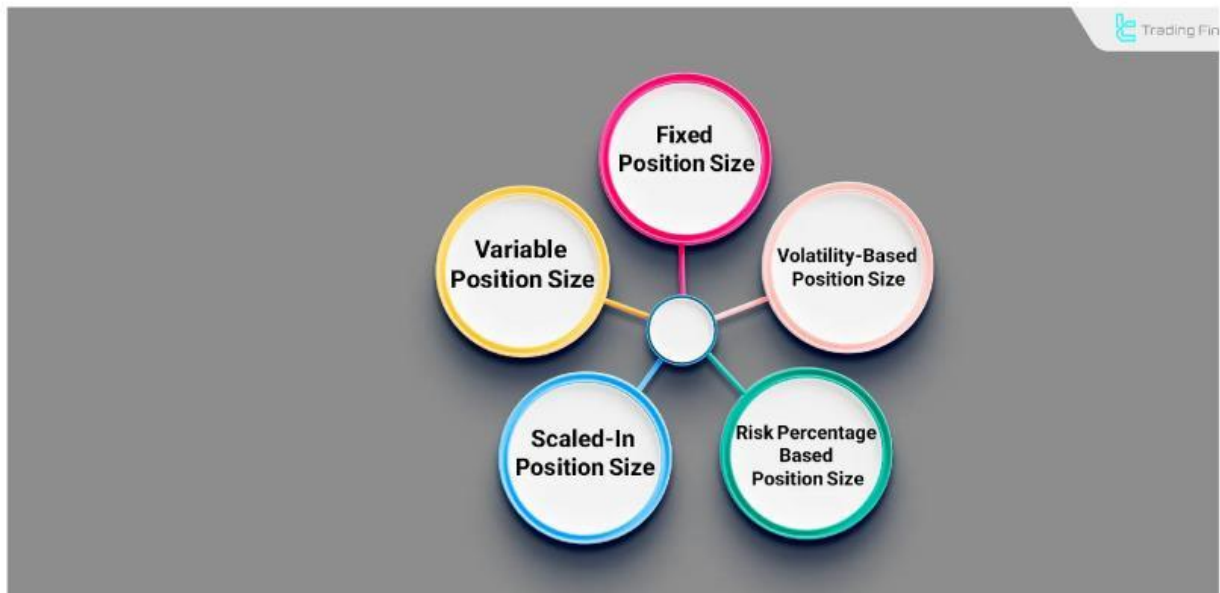 Trading Fin
Fixed
Position Size
Variable
Position Size
Volatility-Based
Position Size
Scaled-In
Position Size
Risk Percentage
Based
Position Size